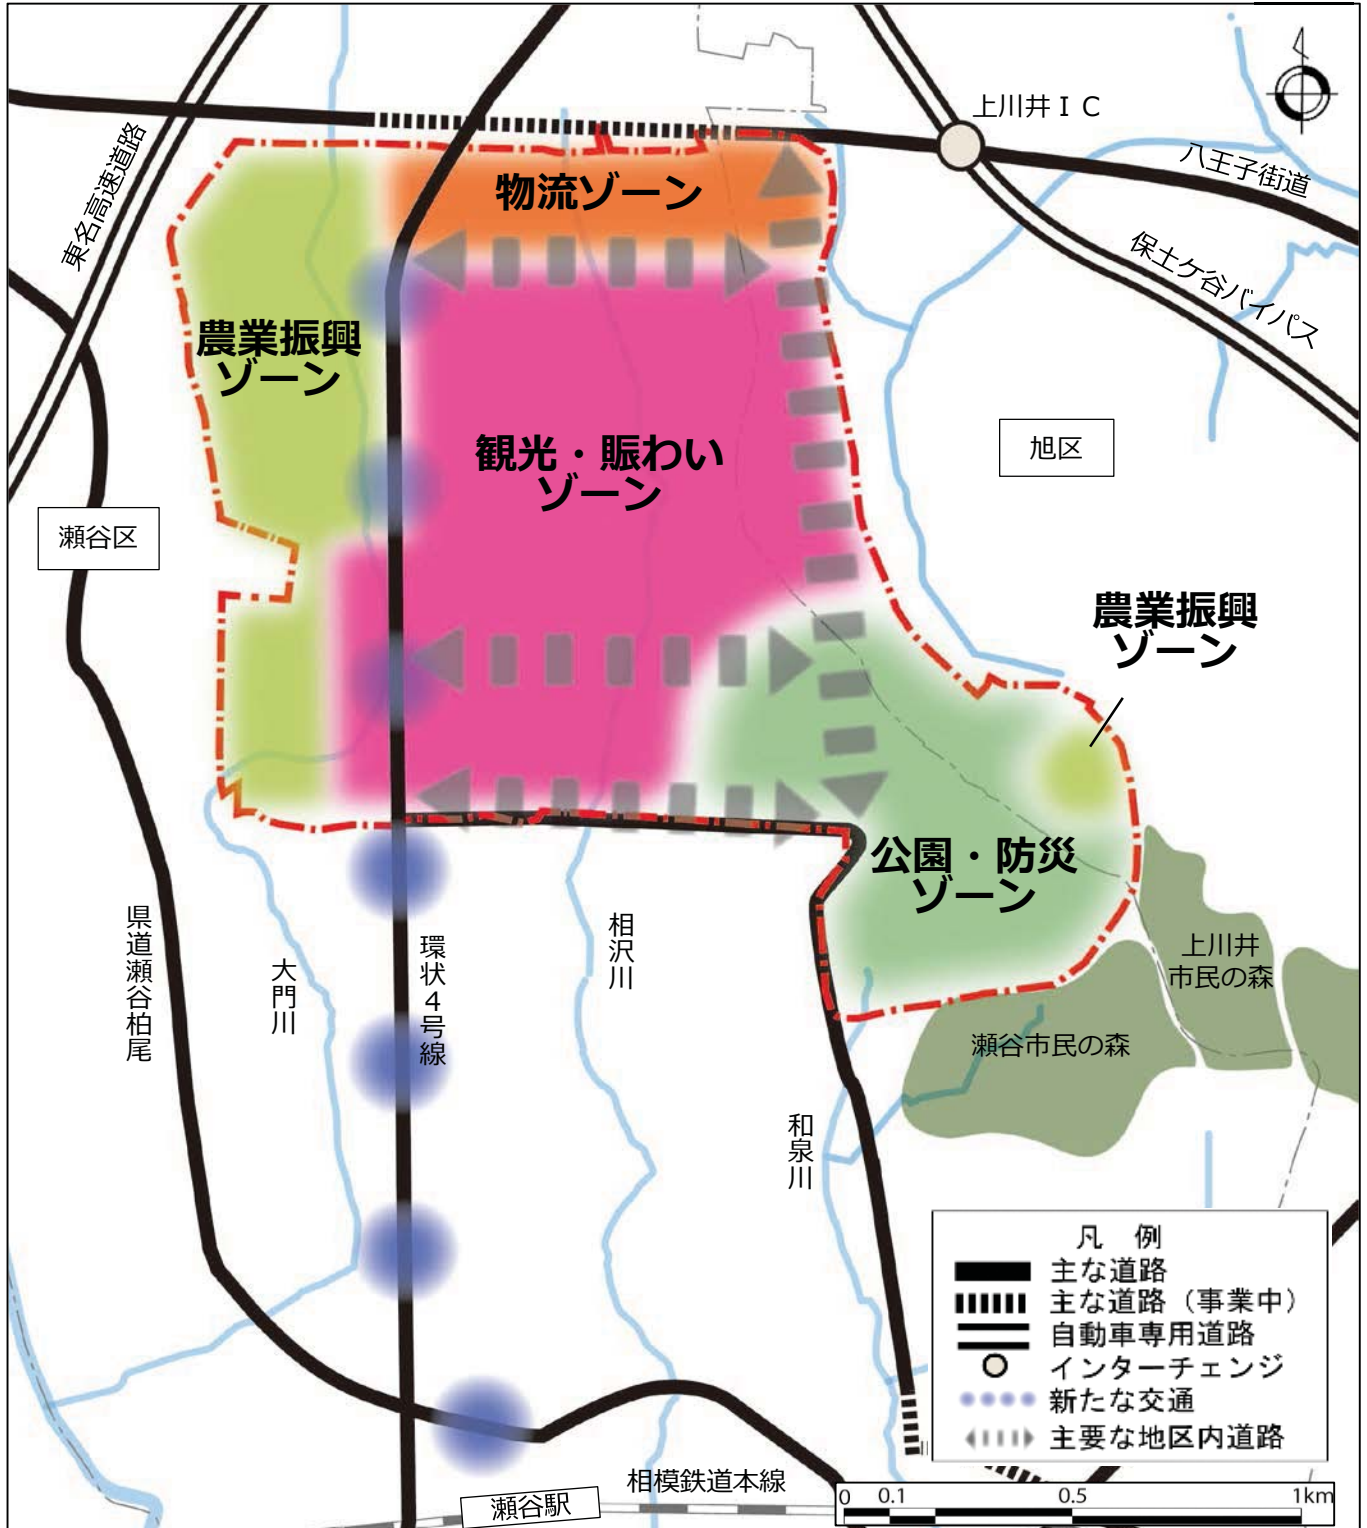 上川井ＩＣ
八王子街道
東名高速道路
物流ゾーン
保土ケ谷バイパス
農業振興
ゾーン
観光・賑わい
ゾーン
旭区
瀬谷区
農業振興
ゾーン
公園・防災
ゾーン
県道瀬谷柏尾
大門川
環状４号線
相沢川
上川井
市民の森
瀬谷市民の森
和泉川
凡 例
主な道路
主な道路（事業中）
自動車専用道路
インターチェンジ
新たな交通
主要な地区内道路
相模鉄道本線
瀬谷駅
0 0.1 0.5 1km